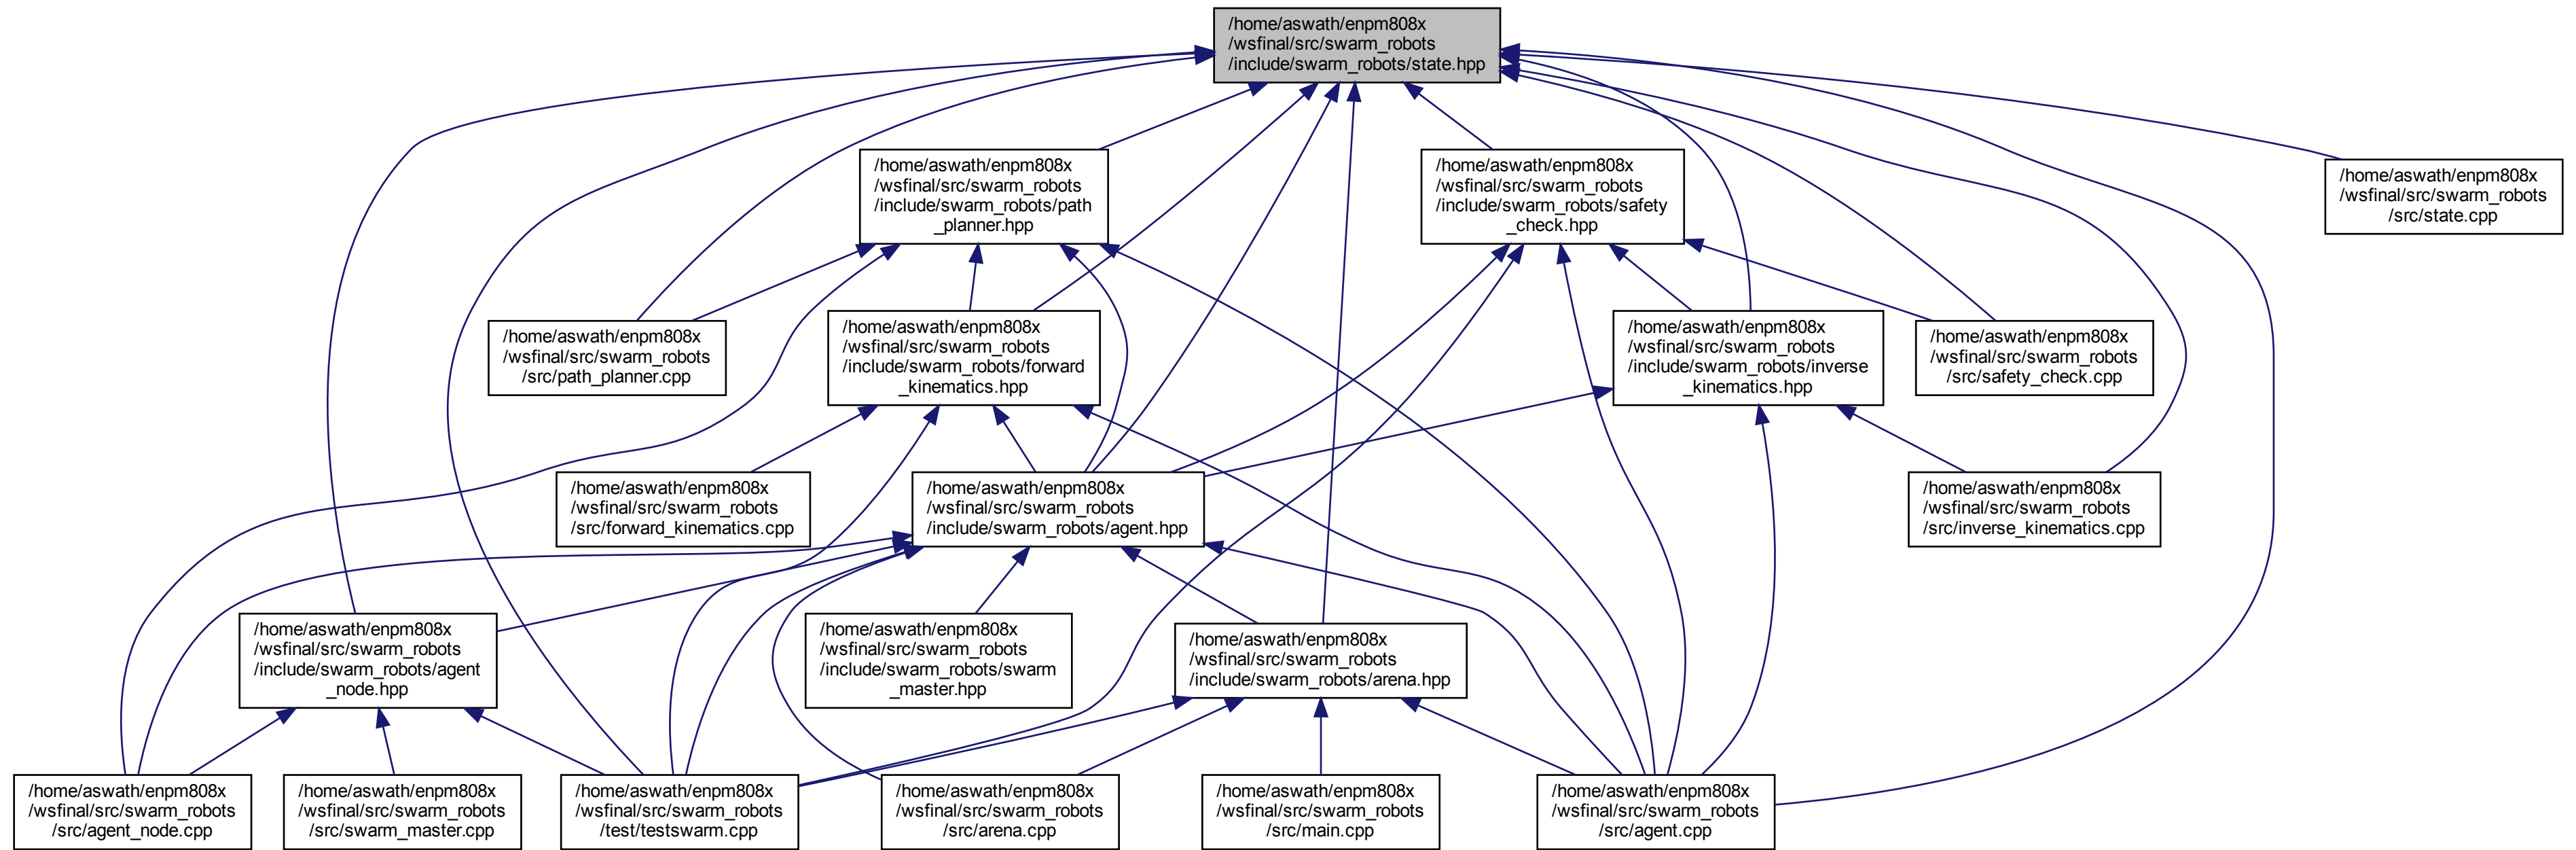 /home/aswath/enpm808x
/wsfinal/src/swarm_robots
/include/swarm_robots/state.hpp
/home/aswath/enpm808x
/wsfinal/src/swarm_robots
/include/swarm_robots/path
_planner.hpp
/home/aswath/enpm808x
/wsfinal/src/swarm_robots
/include/swarm_robots/safety
_check.hpp
/home/aswath/enpm808x
/wsfinal/src/swarm_robots
/src/state.cpp
/home/aswath/enpm808x
/wsfinal/src/swarm_robots
/src/path_planner.cpp
/home/aswath/enpm808x
/wsfinal/src/swarm_robots
/include/swarm_robots/forward
_kinematics.hpp
/home/aswath/enpm808x
/wsfinal/src/swarm_robots
/include/swarm_robots/inverse
_kinematics.hpp
/home/aswath/enpm808x
/wsfinal/src/swarm_robots
/src/safety_check.cpp
/home/aswath/enpm808x
/wsfinal/src/swarm_robots
/src/forward_kinematics.cpp
/home/aswath/enpm808x
/wsfinal/src/swarm_robots
/include/swarm_robots/agent.hpp
/home/aswath/enpm808x
/wsfinal/src/swarm_robots
/src/inverse_kinematics.cpp
/home/aswath/enpm808x
/wsfinal/src/swarm_robots
/include/swarm_robots/agent
_node.hpp
/home/aswath/enpm808x
/wsfinal/src/swarm_robots
/include/swarm_robots/swarm
_master.hpp
/home/aswath/enpm808x
/wsfinal/src/swarm_robots
/include/swarm_robots/arena.hpp
/home/aswath/enpm808x
/wsfinal/src/swarm_robots
/src/agent_node.cpp
/home/aswath/enpm808x
/wsfinal/src/swarm_robots
/src/swarm_master.cpp
/home/aswath/enpm808x
/wsfinal/src/swarm_robots
/test/testswarm.cpp
/home/aswath/enpm808x
/wsfinal/src/swarm_robots
/src/arena.cpp
/home/aswath/enpm808x
/wsfinal/src/swarm_robots
/src/main.cpp
/home/aswath/enpm808x
/wsfinal/src/swarm_robots
/src/agent.cpp